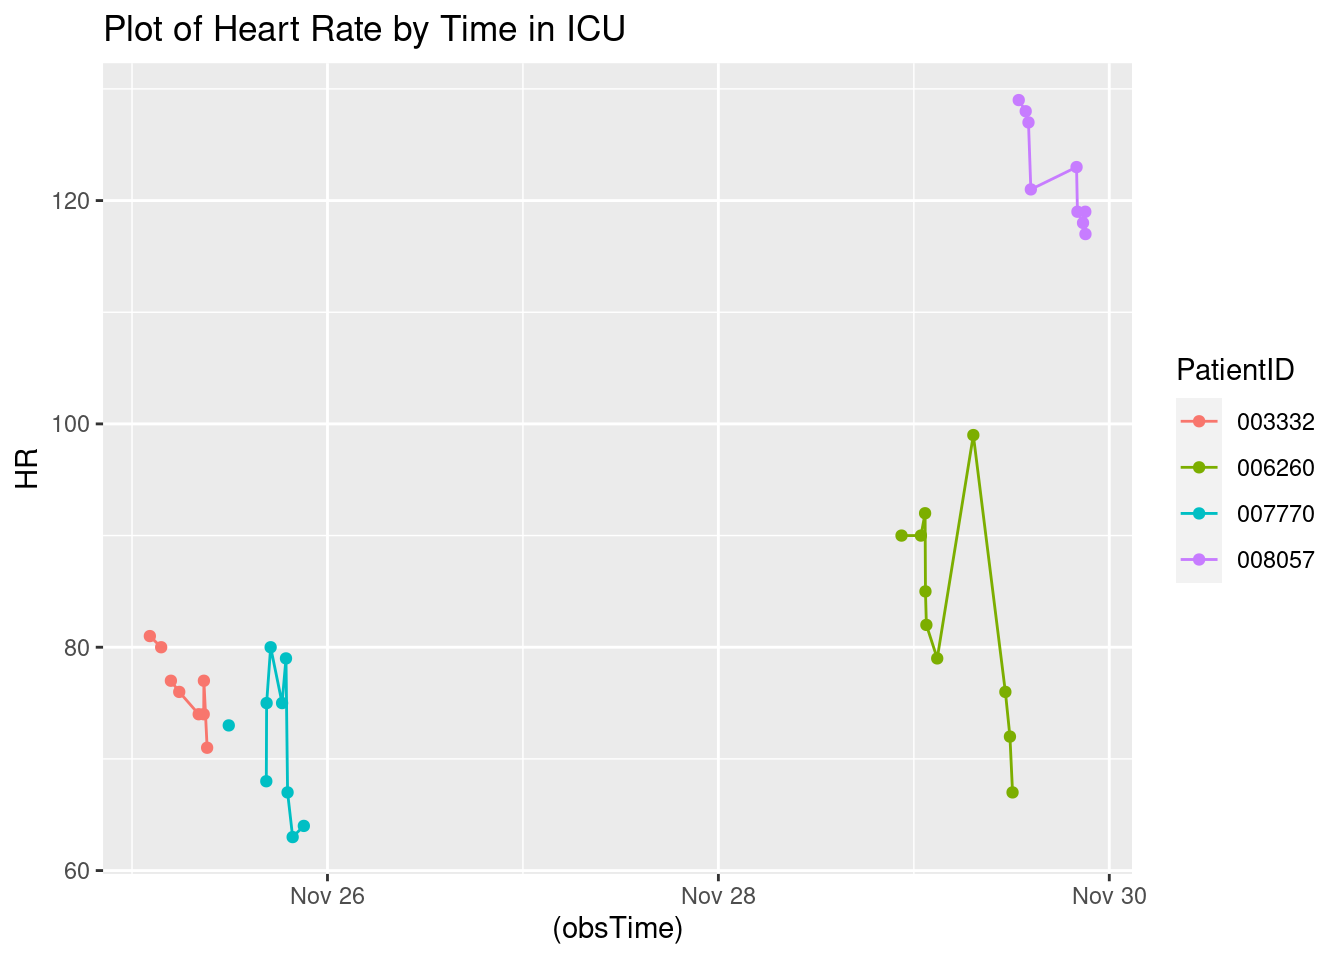 Plot of Heart Rate by Time in ICU
HR
120
100
80
60
Nov 26
Nov 28
Nov 30
(obsTime)
PatientID
003332
006260
007770
008057